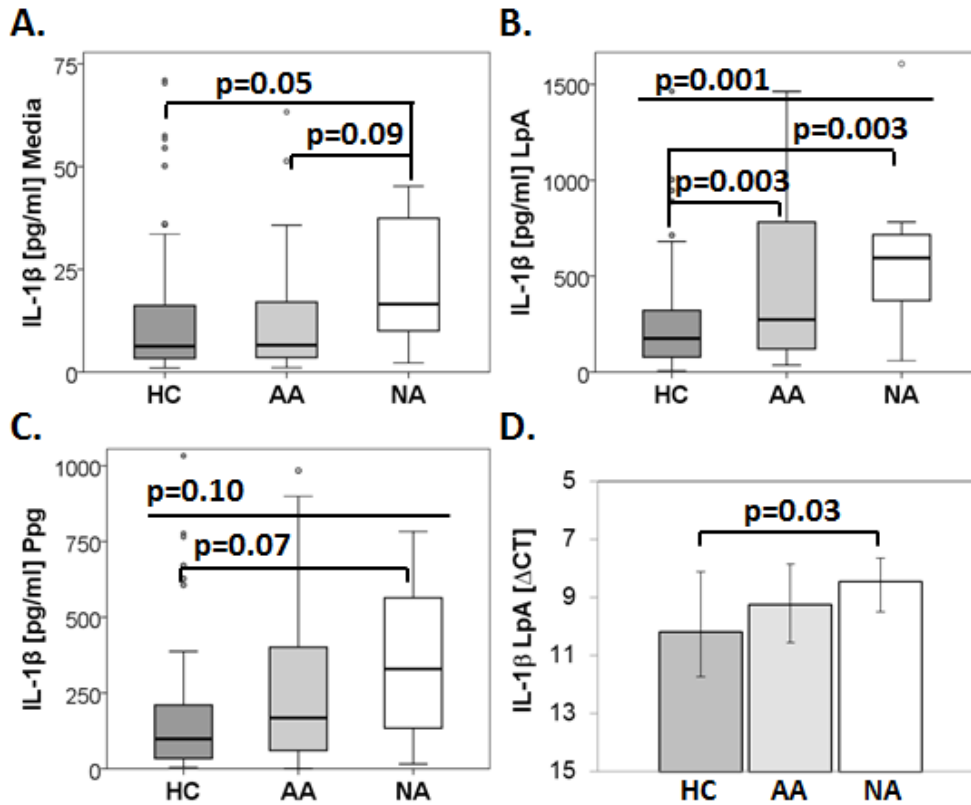 A.
IL-1β [pg/ml] Media
75
50
25
0
p=0.05
p=0.09
HC AA NA
B.
IL-1β [pg/ml] LpA
1500
1000
500
0
p=0.001
p=0.003
p=0.003
HC AA NA
C.
IL-1β [pg/ml] Ppg
1000
750
500
250
0
p=0.10
p=0.07
HC AA NA
D.
IL-1β LpA [ΔCT]
5
7
9
11
13
15
p=0.03
HC AA NA